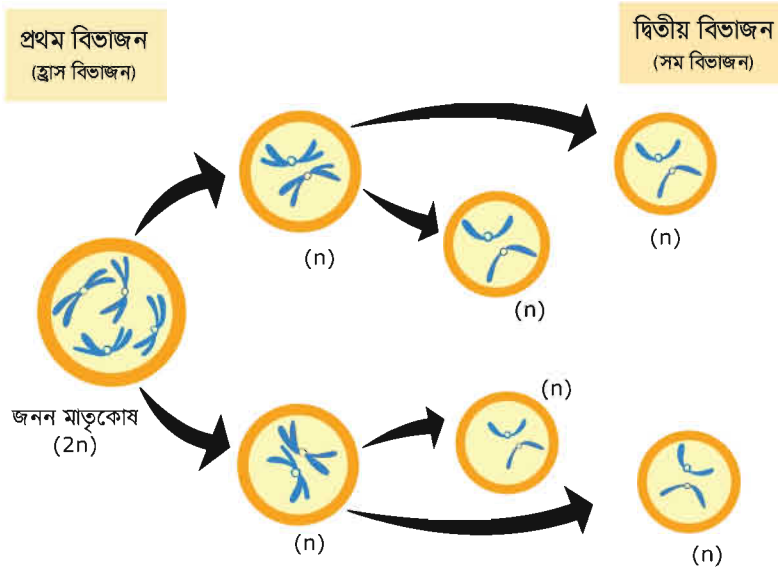 প্রথম বিভাজন
(হ্রাস বিভাজন)
দ্বিতীয় বিভাজন
(সম বিভাজন)
(n)
(n)
(n)
জনন মাতৃকোষ
(2n)
(n)
(n)
(n)